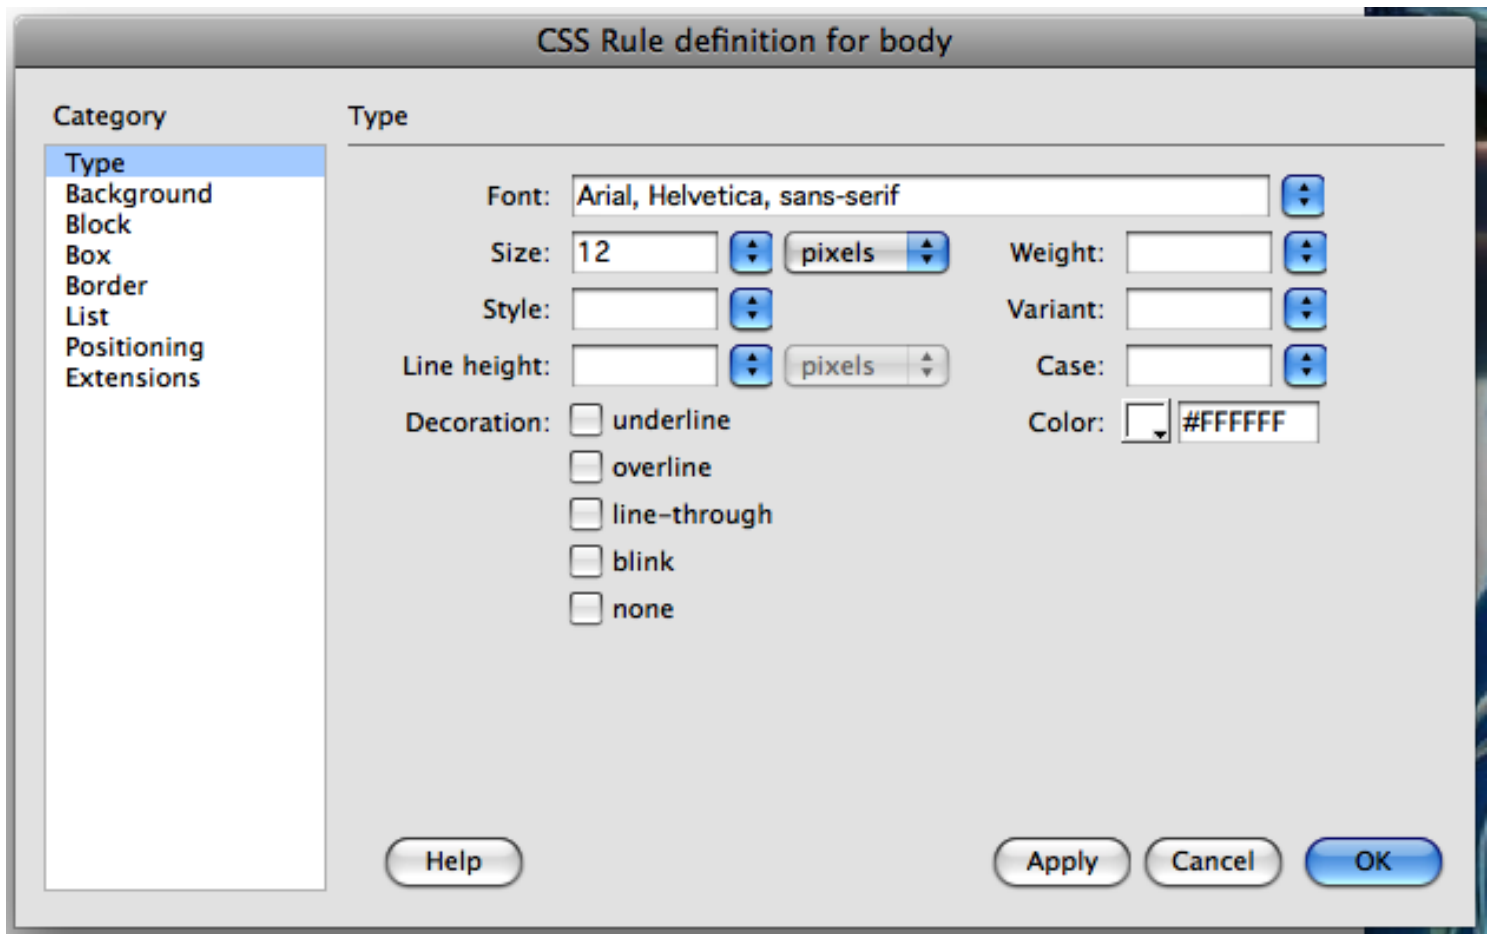 CSS Rule definition for body
Category
Type
Background
Block
Box
Border
List
Positioning
Extensions
Type
Font: Arial, Helvetica, sans-serif
Size: 12 pixels Weight:
Style: Variant:
Line height: pixels Case:
Decoration: underline Color: #FFFFFF
overline
line-through
blink
none
Help Apply Cancel OK